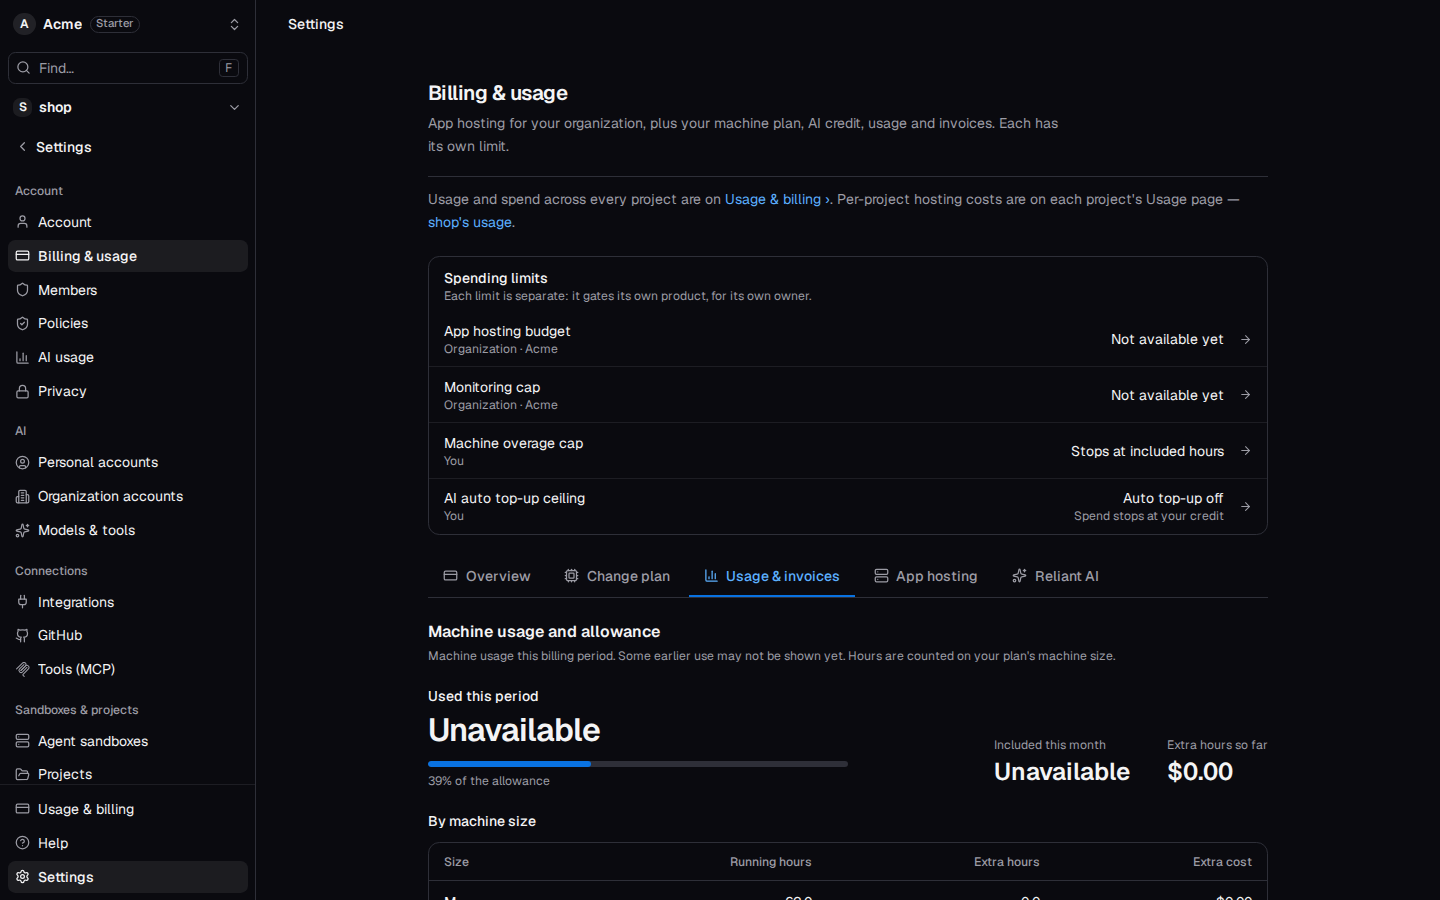 A Acme Starter
Find... F
S shop
Settings
Account
Account
Billing & usage
Members
Policies
AI usage
Privacy
AI
Personal accounts
Organization accounts
Models & tools
Connections
Integrations
GitHub
Tools (MCP)
Sandboxes & projects
Agent sandboxes
Projects
Usage & billing
Help
Settings
Settings
Billing & usage
App hosting for your organization, plus your machine plan, AI credit, usage and invoices. Each has
its own limit.
Usage and spend across every project are on Usage & billing ›. Per-project hosting costs are on each project's Usage page —
shop's usage.
Spending limits
Each limit is separate: it gates its own product, for its own owner.
App hosting budget
Organization · Acme
Not available yet
Monitoring cap
Organization · Acme
Not available yet
Machine overage cap
You
Stops at included hours
AI auto top-up ceiling
You
Auto top-up off
Spend stops at your credit
Overview Change plan Usage & invoices App hosting Reliant AI
Machine usage and allowance
Machine usage this billing period. Some earlier use may not be shown yet. Hours are counted on your plan's machine size.
Used this period
Unavailable
39% of the allowance
Included this month
Unavailable
Extra hours so far
$0.00
By machine size
Size Running hours Extra hours Extra cost